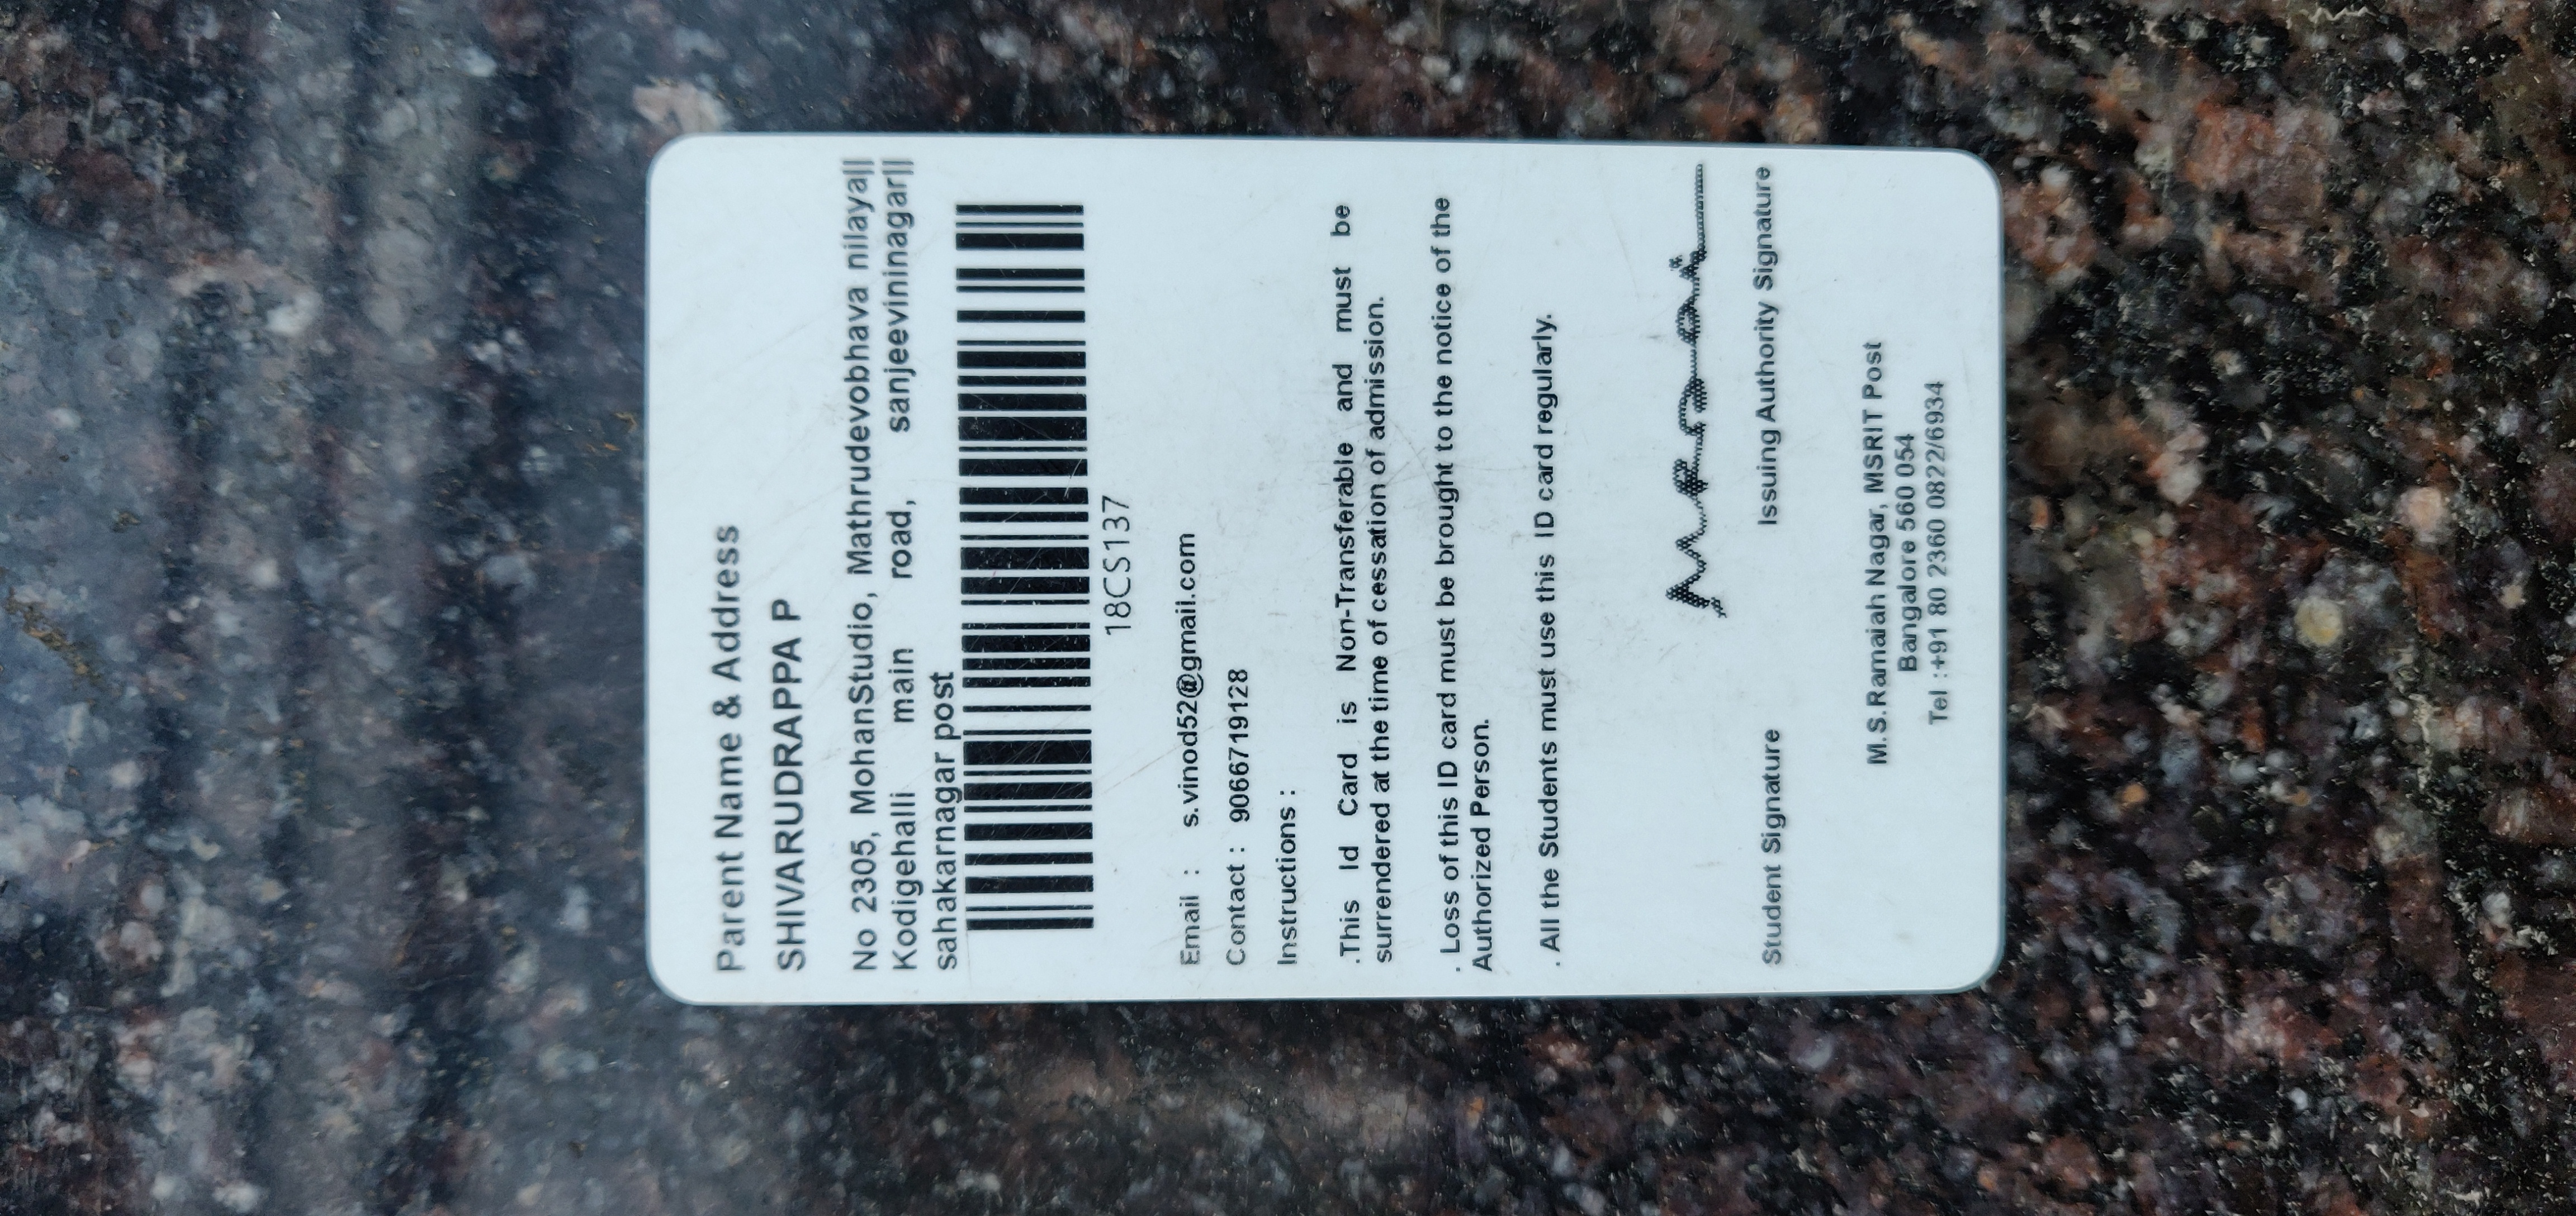 Parent Name & Address
SHIVARUDRAPPA P
No 2305, MohanStudio, Mathrudevobhava nilaya||
Kodigehalli main road, sanjeevininagar||
sahakarnagar post
18CS137
Email : s.vinod52@gmail.com
Contact : 9066719128
Instructions :
.This Id Card is Non-Transferable and must be
surrendered at the time of cessation of admission.
. Loss of this ID card must be brought to the notice of the
Authorized Person.
. All the Students must use this ID card regularly.
Student Signature Issuing Authority Signature
M.S.Ramaiah Nagar, MSRIT Post
Bangalore 560 054
Tel :+91 80 2360 0822/6934